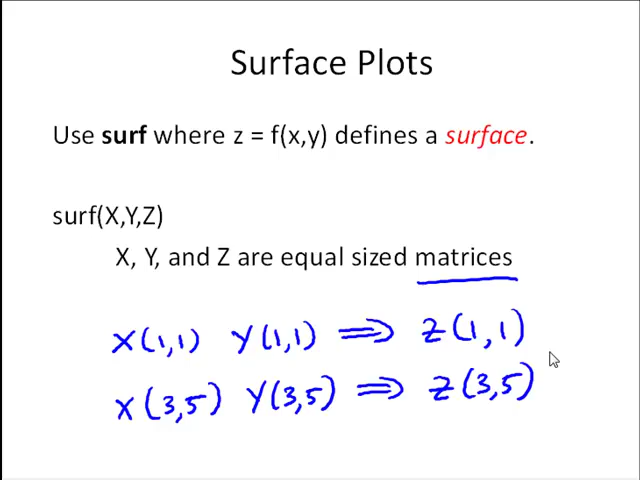 Surface Plots
Use surf where z = f(x,y) defines a surface.
surf(X,Y,Z)
X, Y, and Z are equal sized matrices
X(1,1) Y(1,1) ⟹ Z(1,1)
X(3,5) Y(3,5) ⟹ Z(3,5)